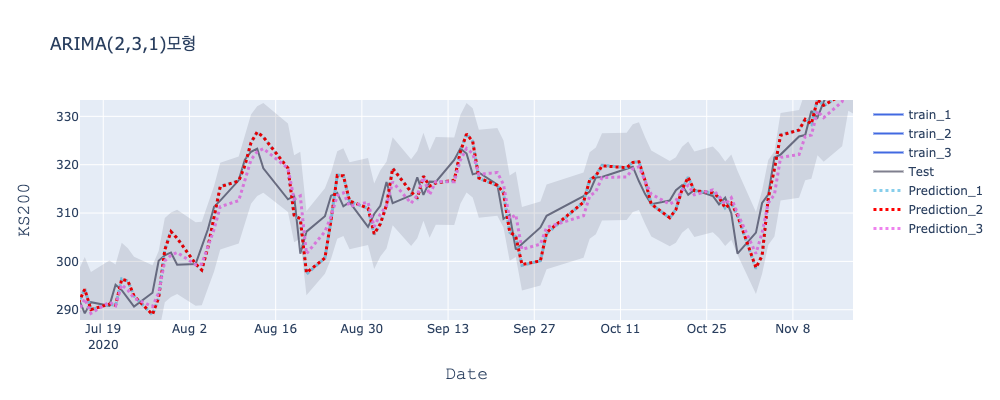 ARIMA(2,3,1)모형
330
320
310
300
290
KS200
Jul 19
2020
Aug 2
Aug 16
Aug 30
Sep 13
Sep 27
Oct 11
Oct 25
Nov 8
Date
train_1
train_2
train_3
Test
Prediction_1
Prediction_2
Prediction_3